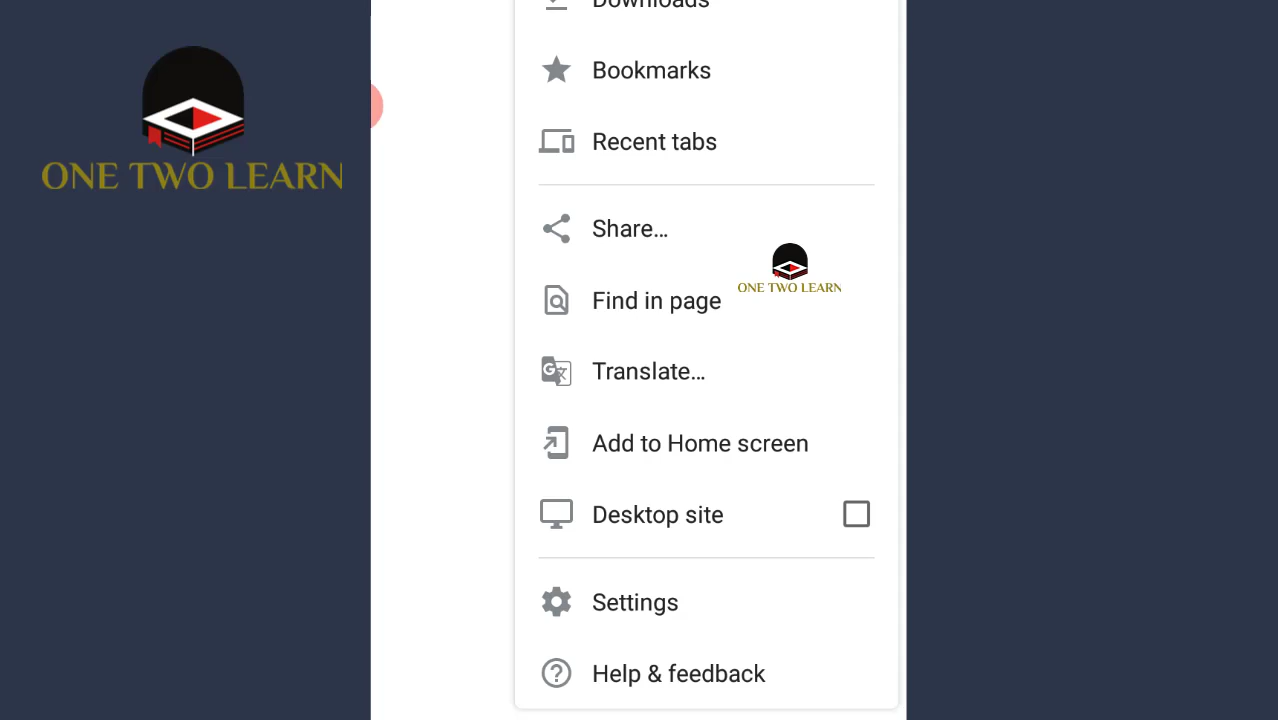 Downloads
Bookmarks
Recent tabs
ONE TWO LEARN
Share…
ONE TWO LEARN
Find in page
Translate…
Add to Home screen
Desktop site
Settings
Help & feedback